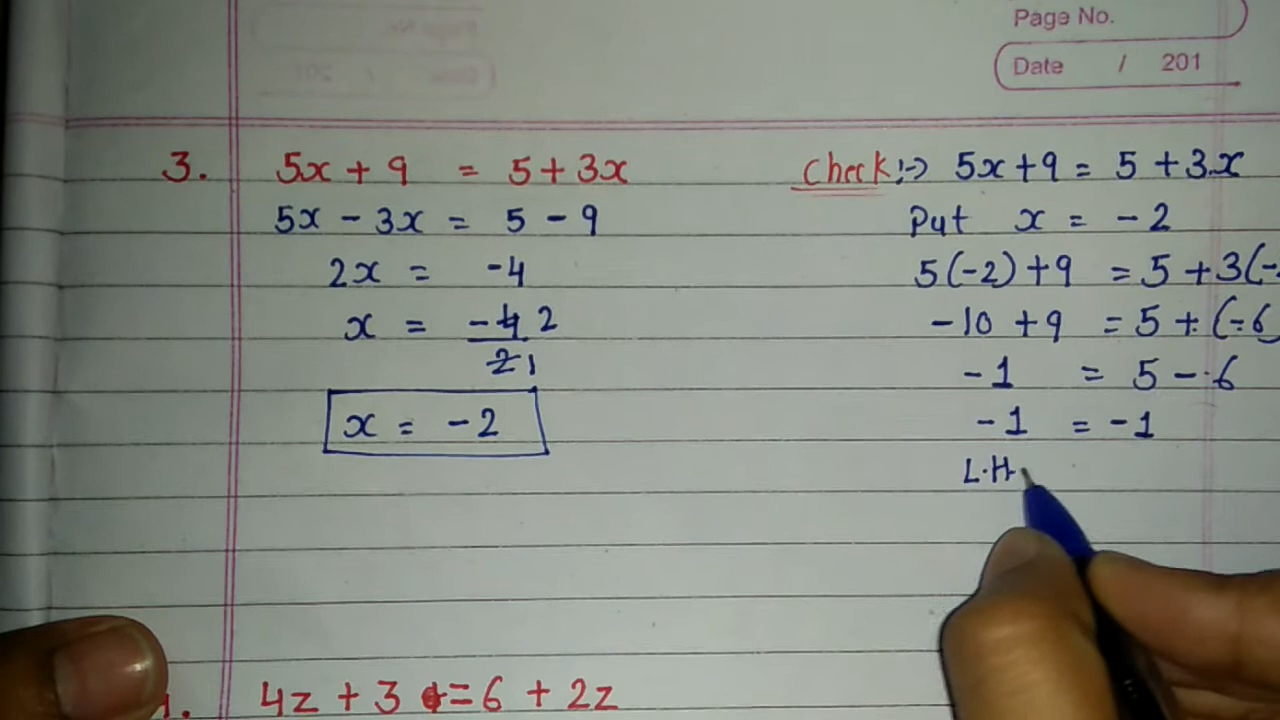 Page No.
Date / 201
3. 5x + 9 = 5 + 3x
5x - 3x = 5 - 9
2x = -4
x = -4 2
2 1
x = -2
Check :-> 5x + 9 = 5 + 3x
Put x = -2
5(-2) + 9 = 5 + 3(-
-10 + 9 = 5 + (-6
-1 = 5 - 6
-1 = -1
L.H
4z + 3 = 6 + 2z